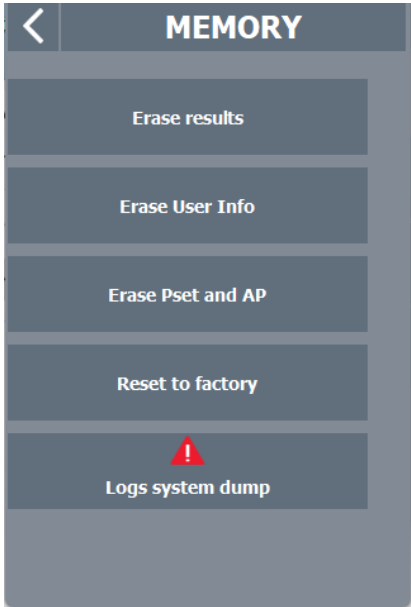 MEMORY
Erase results
Erase User Info
Erase Pset and AP
Reset to factory
Logs system dump